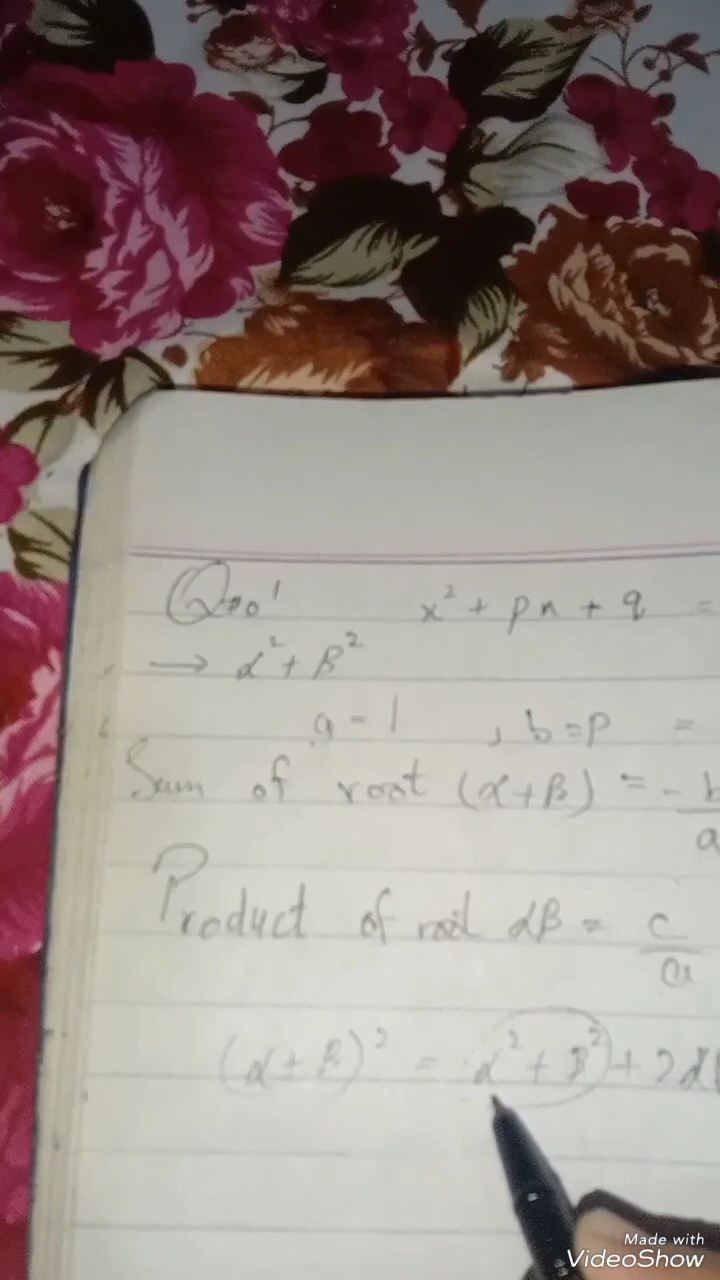 Q no 1 x² + px + q =
→ α² + β²
a = 1 , b = p =
Sum of root (α+β) = - b/a
Product of root αβ = c/a
(α+β)² = α² + β² + 2α
Made with
VideoShow